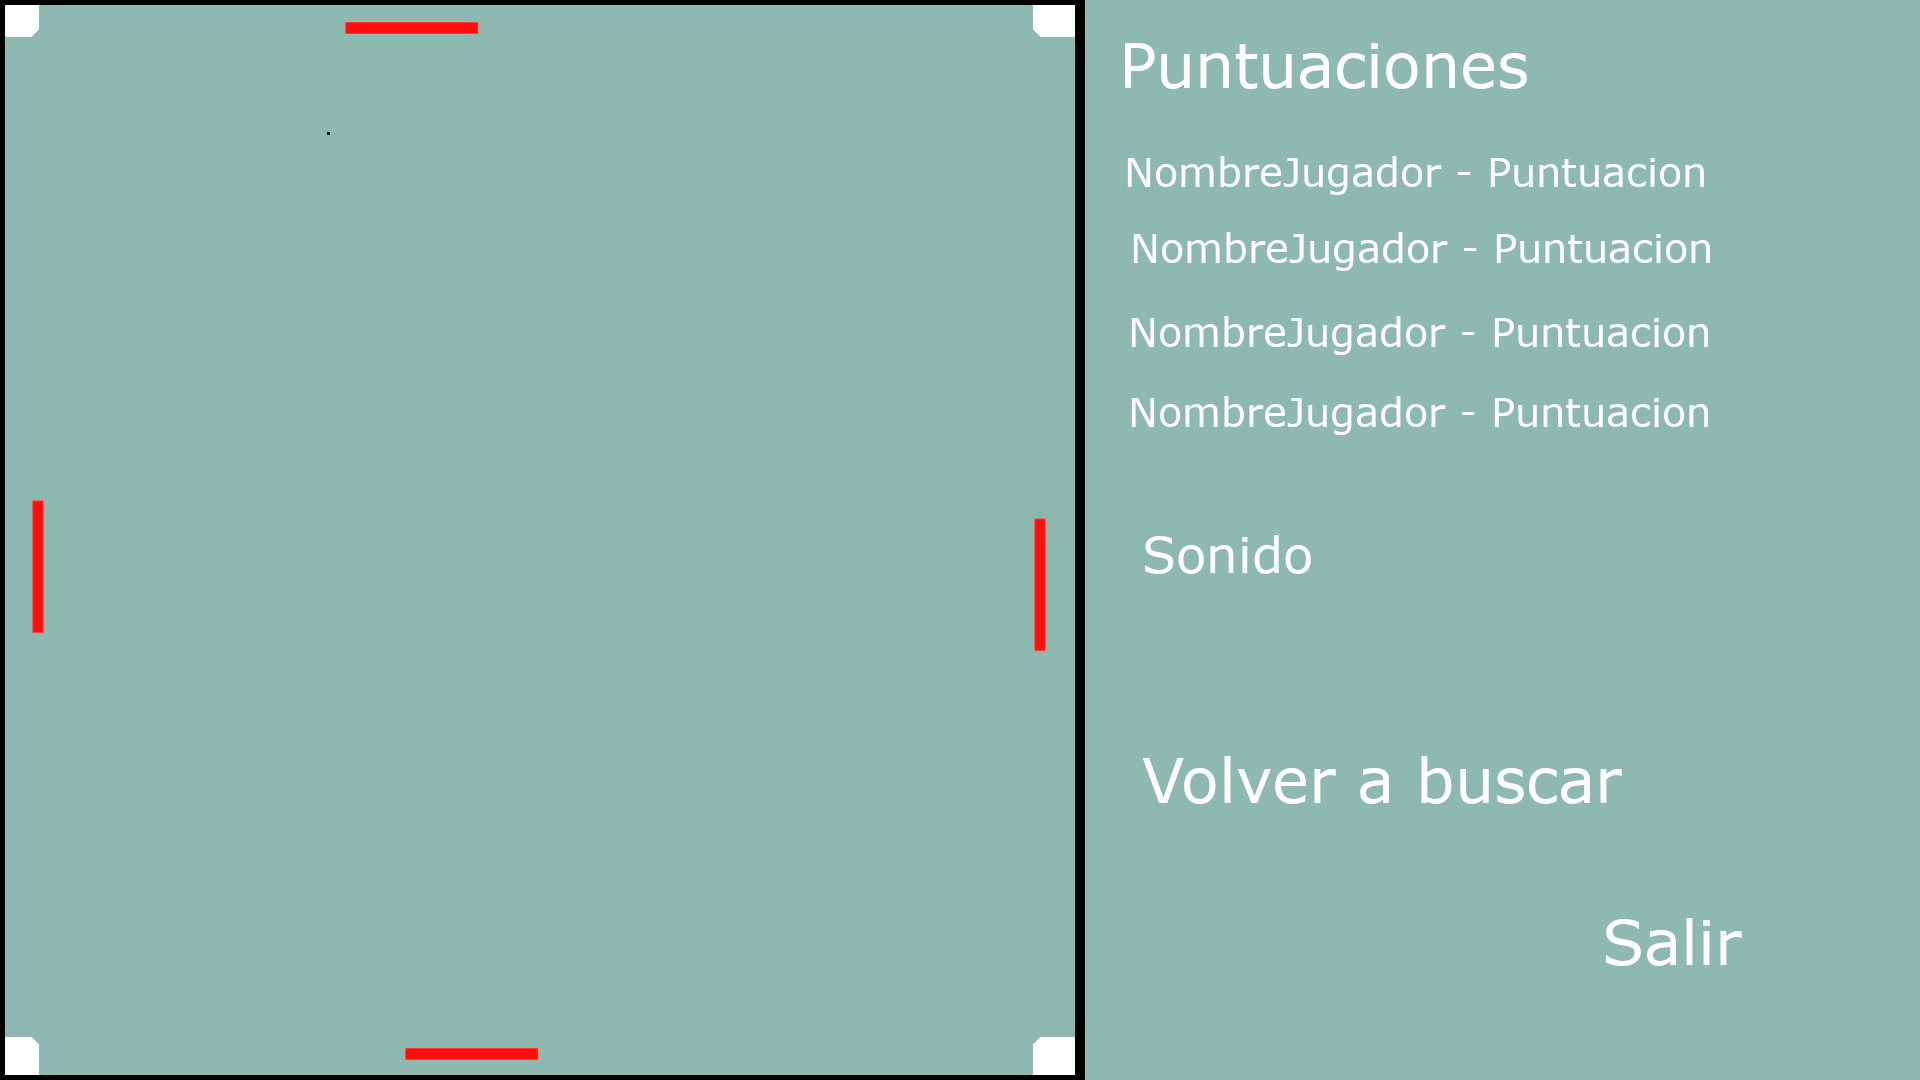 Puntuaciones
NombreJugador - Puntuacion
NombreJugador - Puntuacion
NombreJugador - Puntuacion
NombreJugador - Puntuacion
Sonido
Volver a buscar
Salir